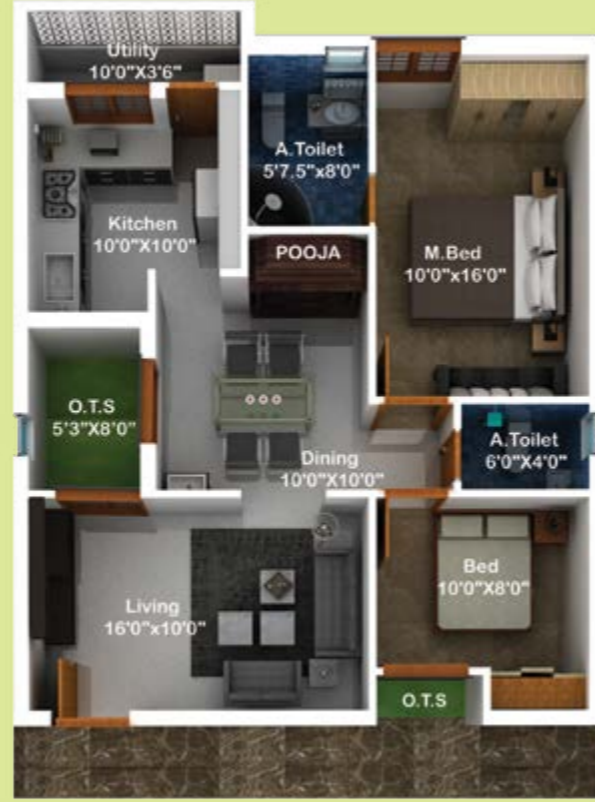 Utility
10'0"X3'6"
A.Toilet
5'7.5"x8'0"
Kitchen
10'0"X10'0"
POOJA
M.Bed
10'0"x16'0"
O.T.S
5'3"X8'0"
Dining
10'0"X10'0"
A.Toilet
6'0"X4'0"
Living
16'0"x10'0"
Bed
10'0"X8'0"
O.T.S